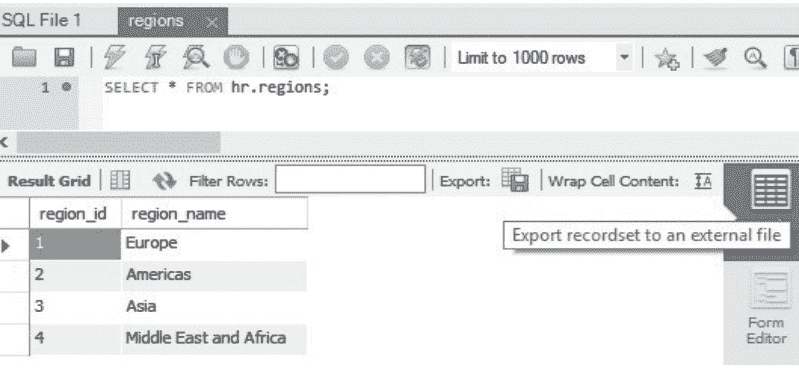 SQL File 1 regions ×
Limit to 1000 rows
1 SELECT * FROM hr.regions;
Result Grid Filter Rows: Export: Wrap Cell Content: IA
region_id region_name
1 Europe
Export recordset to an external file
2 Americas
3 Asia
4 Middle East and Africa
Form
Editor